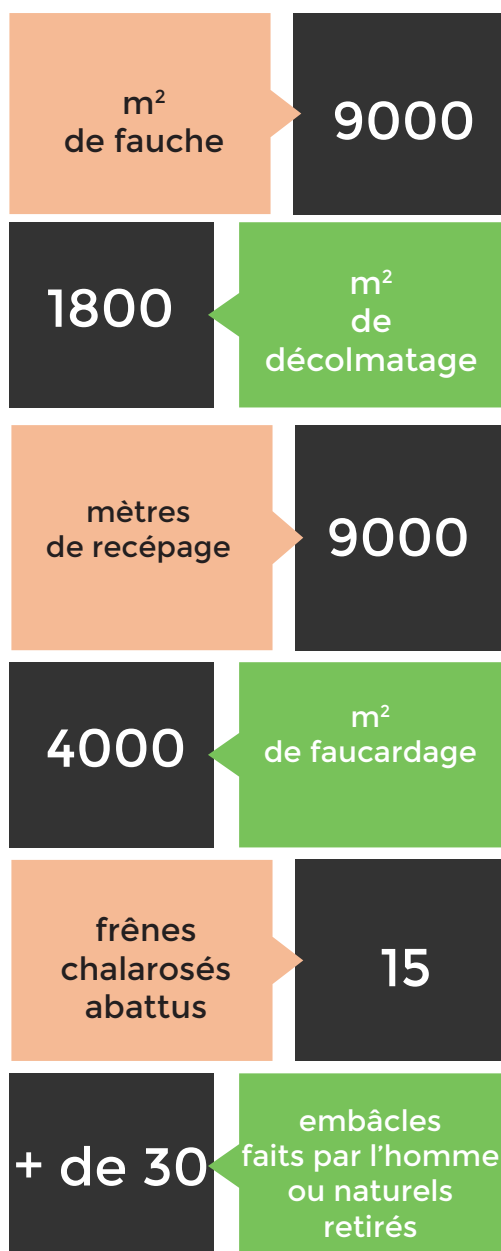 m²
de fauche
9000
1800
m²
de
décolmatage
mètres
de recépage
9000
4000
m²
de faucardage
frênes
chalarosés
abattus
15
+ de 30
embâcles
faits par l’homme
ou naturels
retirés